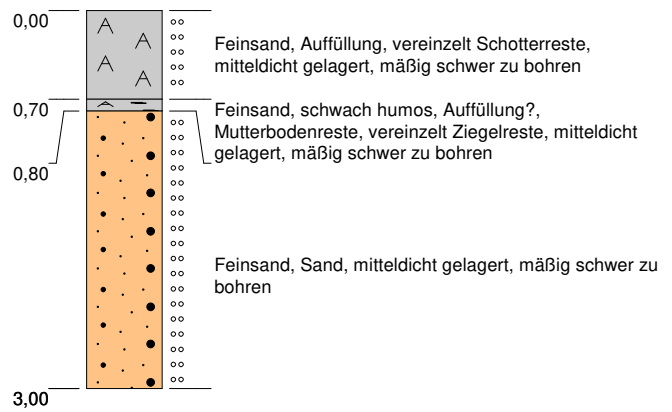 0,00
Feinsand, Auffüllung, vereinzelt Schotterreste,
mitteldicht gelagert, mäßig schwer zu bohren
0,70
Feinsand, schwach humos, Auffüllung?,
Mutterbodenreste, vereinzelt Ziegelreste, mitteldicht
gelagert, mäßig schwer zu bohren
0,80
Feinsand, Sand, mitteldicht gelagert, mäßig schwer zu
bohren
3,00